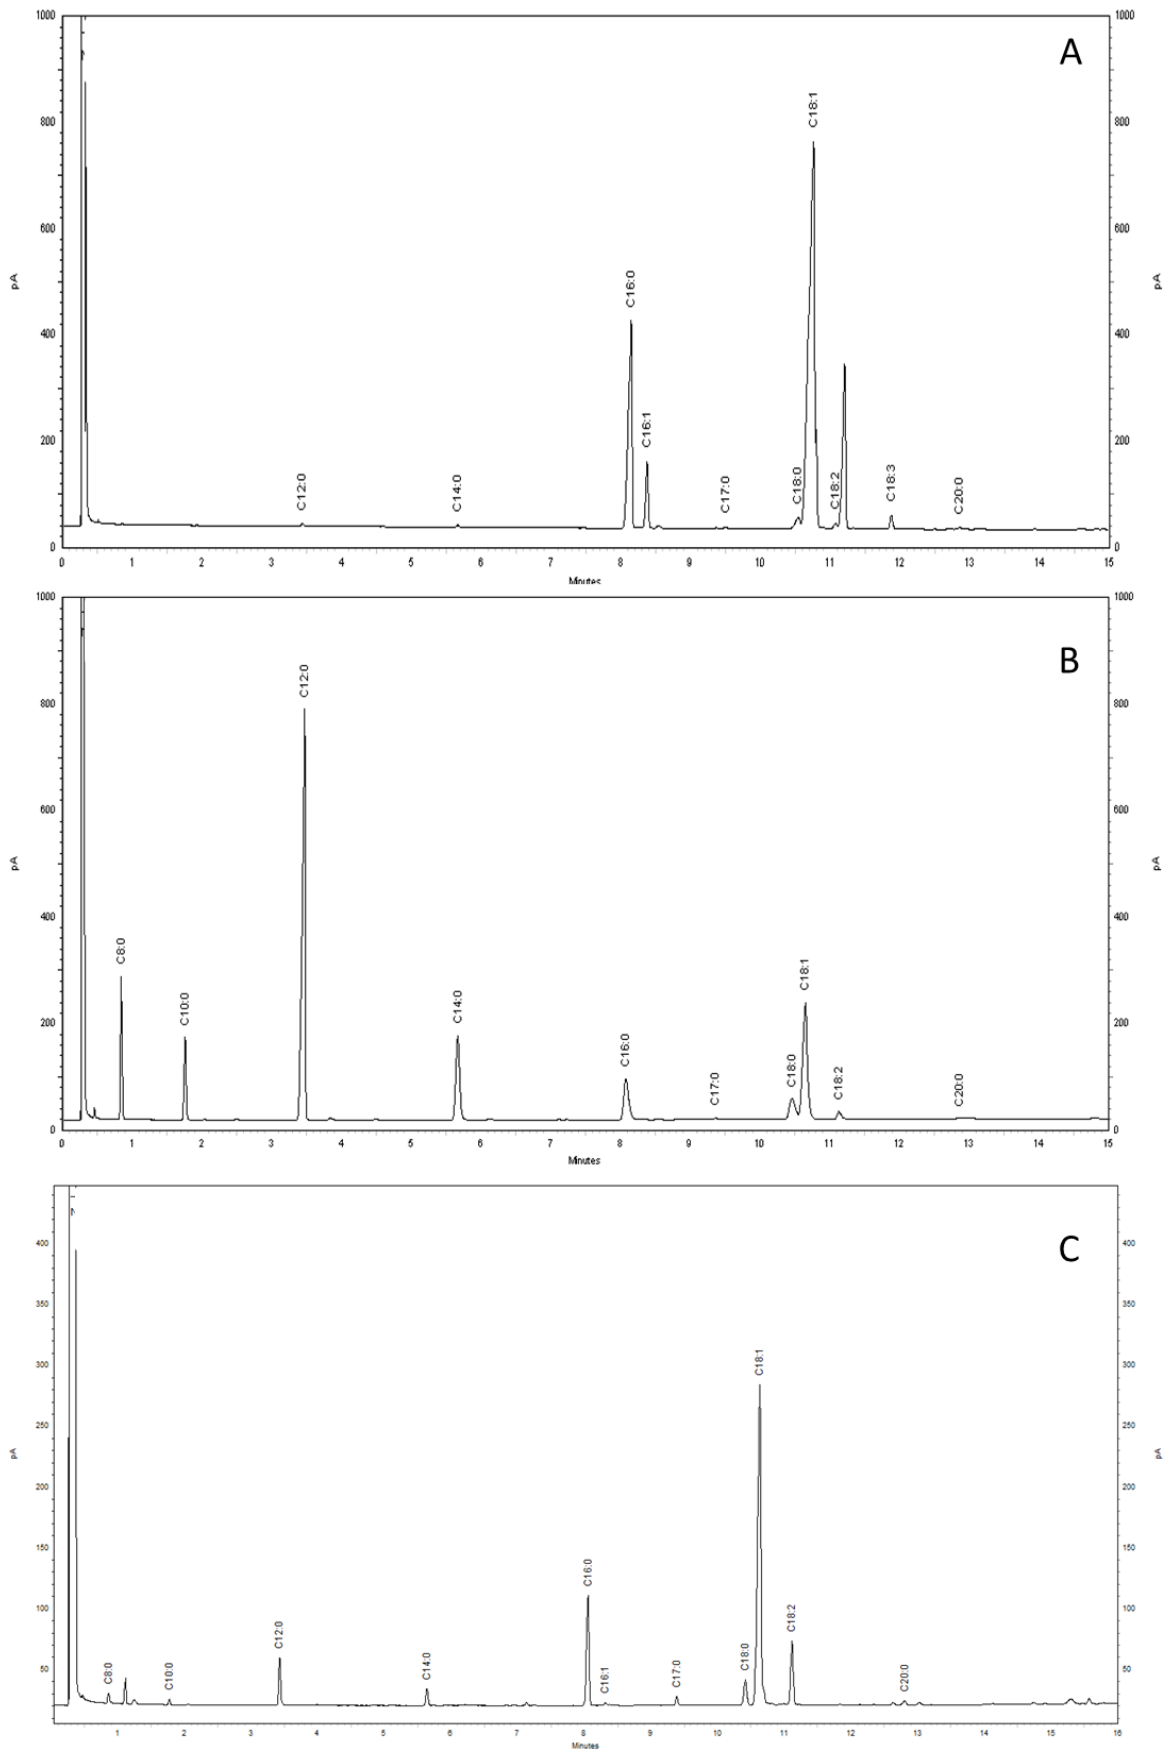 A
1000
1000
800
800
600
600
400
400
200
200
0
0
pA
pA
C12:0
C14:0
C16:0
C16:1
C17:0
C18:0
C18:1
C18:2
C18:3
C20:0
0 1 2 3 4 5 6 7 8 9 10 11 12 13 14 15
Minutes
B
1000
1000
800
800
600
600
400
400
200
200
0
0
pA
pA
C8:0
C10:0
C12:0
C14:0
C16:0
C17:0
C18:0
C18:1
C18:2
C20:0
0 1 2 3 4 5 6 7 8 9 10 11 12 13 14 15
Minutes
C
400
400
350
350
300
300
250
250
200
200
150
150
100
100
50
50
pA
pA
C8:0
C10:0
C12:0
C14:0
C16:0
C16:1
C17:0
C18:0
C18:1
C18:2
C20:0
1 2 3 4 5 6 7 8 9 10 11 12 13 14 15 16
Minutes